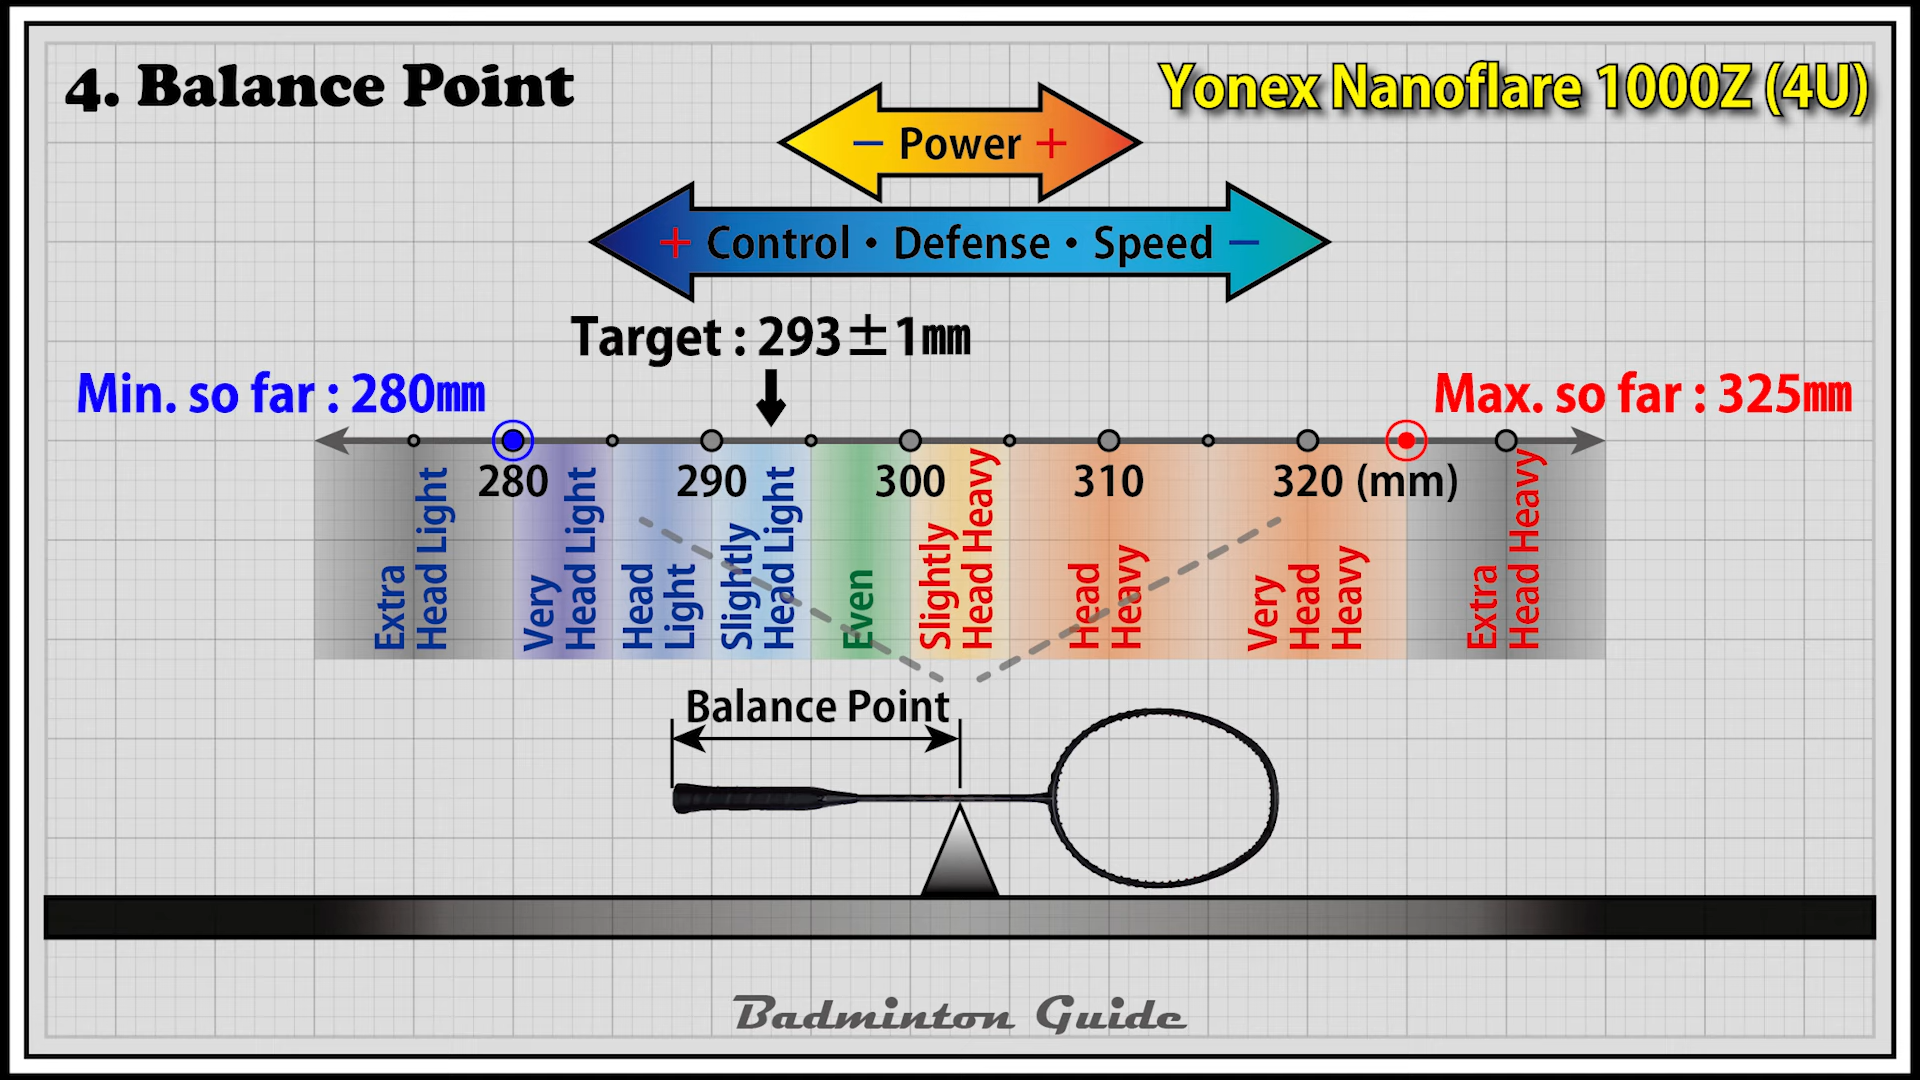 4. Balance Point
Yonex Nanoflare 1000Z (4U)
− Power +
+ Control・Defense・Speed −
Target : 293±1㎜
Min. so far : 280㎜
Max. so far : 325㎜
280 290 300 310 320 (mm)
Extra
Head Light
Very
Head Light
Head
Light
Slightly
Head Light
Even
Slightly
Head Heavy
Head
Heavy
Very
Head
Heavy
Extra
Head Heavy
Balance Point
Badminton Guide